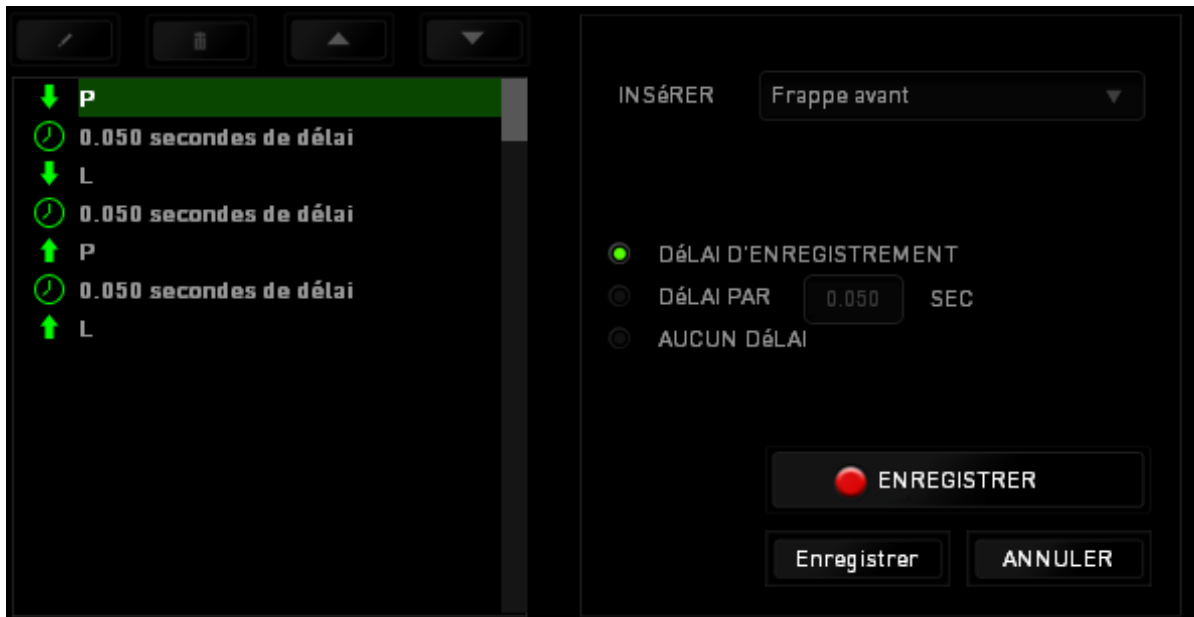 P
0.050 secondes de délai
L
0.050 secondes de délai
P
0.050 secondes de délai
L
INSéRER Frappe avant
DéLAI D'ENREGISTREMENT
DéLAI PAR 0.050 SEC
AUCUN DéLAI
ENREGISTRER
Enregistrer ANNULER